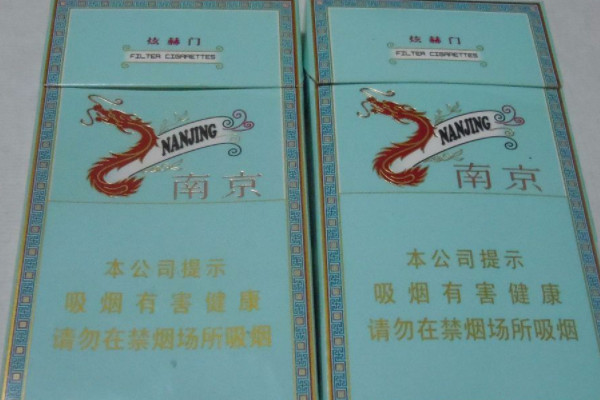 炫赫门
FILTER CIGARETTES
NANJING
南京
本公司提示
吸烟有害健康
请勿在禁烟场所吸烟
炫赫门
FILTER CIGARETTES
NANJING
南京
本公司提示
吸烟有害健康
请勿在禁烟场所吸烟